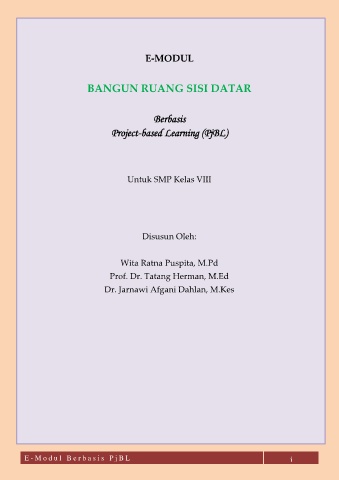 E-MODUL
BANGUN RUANG SISI DATAR
Berbasis
Project-based Learning (PjBL)
Untuk SMP Kelas VIII
Disusun Oleh:
Wita Ratna Puspita, M.Pd
Prof. Dr. Tatang Herman, M.Ed
Dr. Jarnawi Afgani Dahlan, M.Kes
E-Modul Berbasis PjBL i